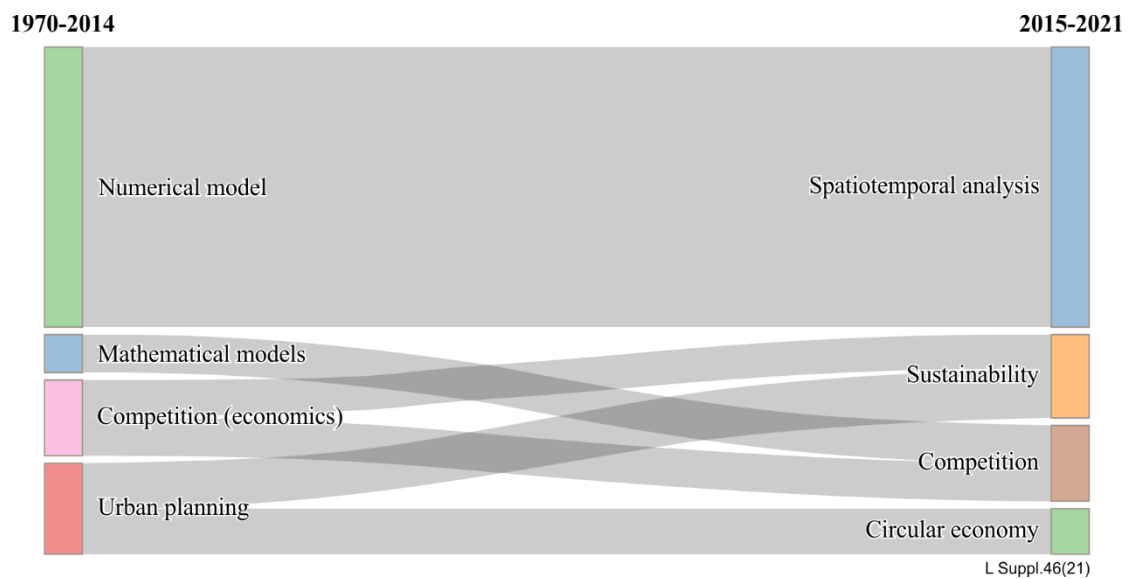 1970-2014
2015-2021
Numerical model
Spatiotemporal analysis
Mathematical models
Sustainability
Competition (economics)
Competition
Urban planning
Circular economy
L Suppl.46(21)